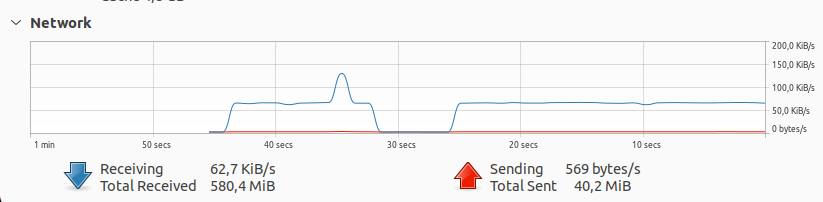 Network
200,0 KiB/s
150,0 KiB/s
100,0 KiB/s
50,0 KiB/s
0 bytes/s
1 min 50 secs 40 secs 30 secs 20 secs 10 secs
Receiving 62,7 KiB/s Sending 569 bytes/s
Total Received 580,4 MiB Total Sent 40,2 MiB